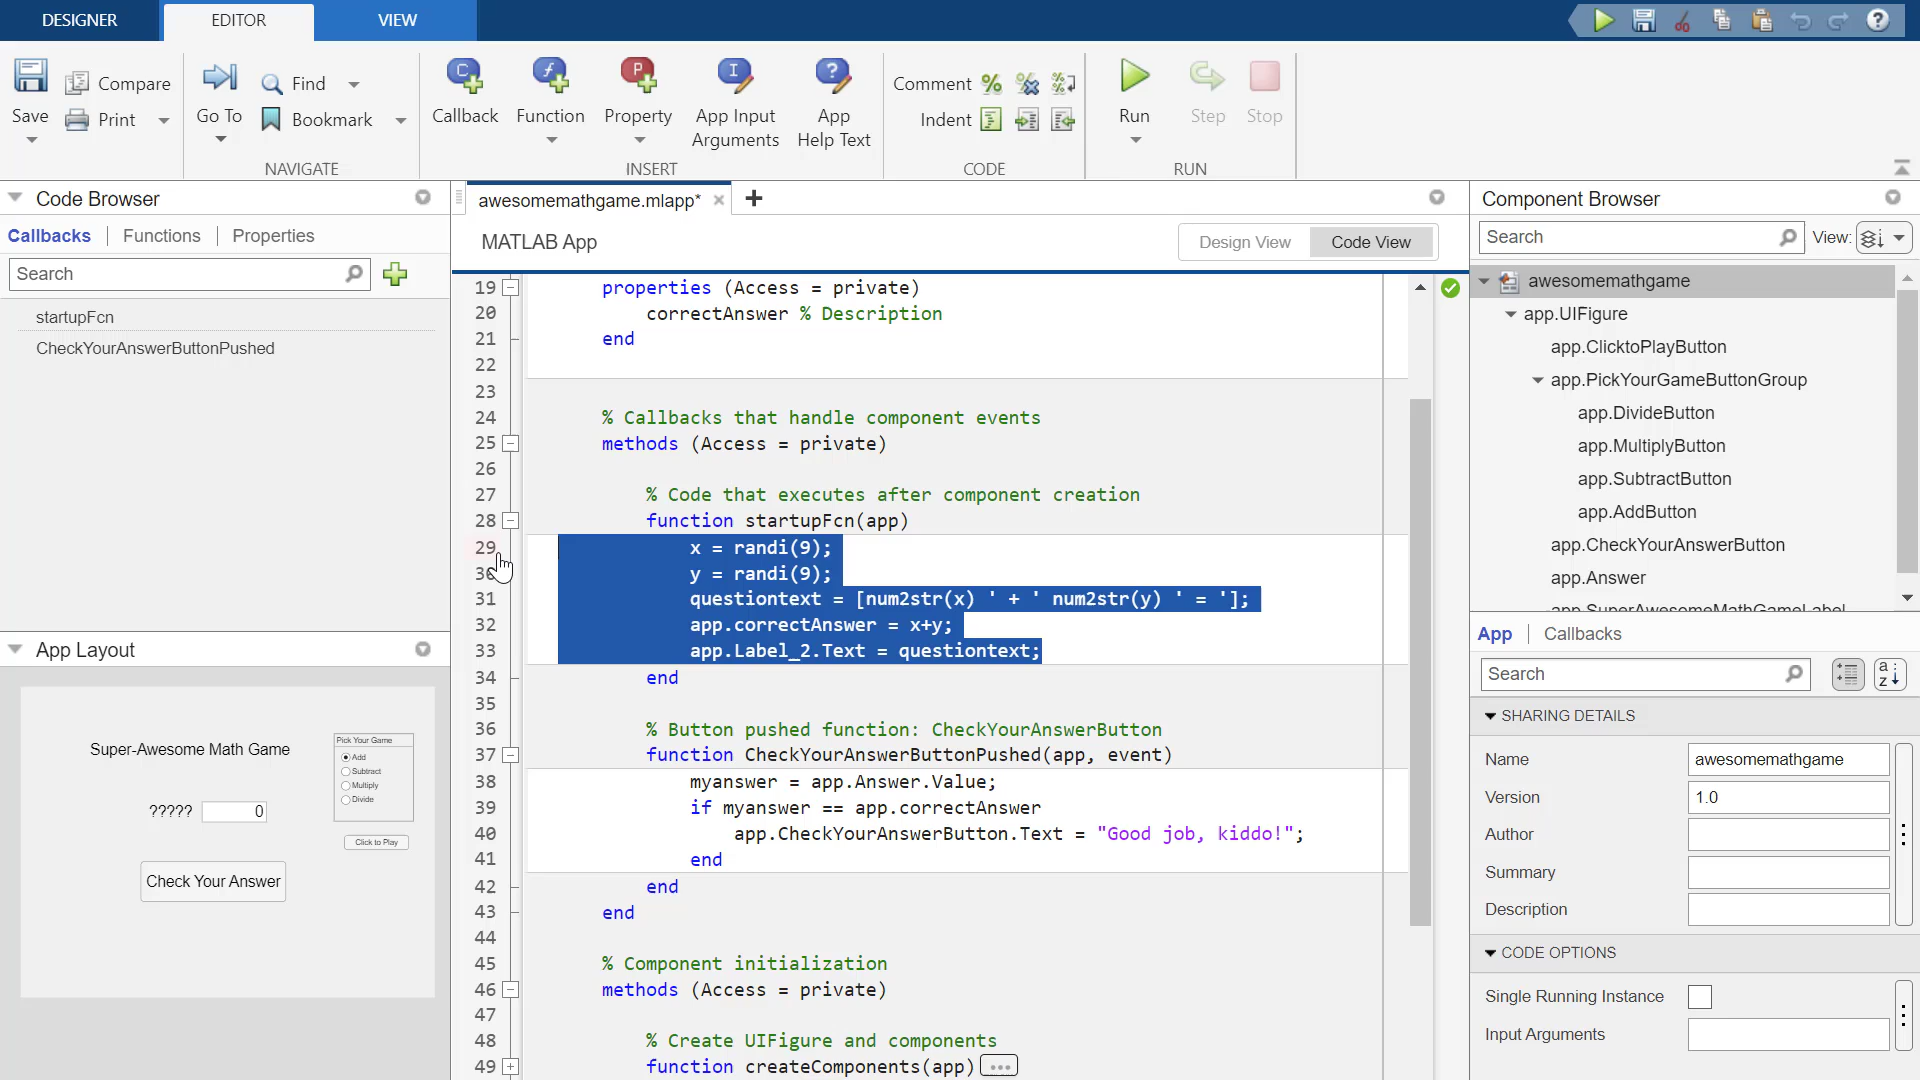 DESIGNER
EDITOR
VIEW
Save
Compare
Print
Go To
Find
Bookmark
NAVIGATE
Callback
Function
Property
App Input
Arguments
App
Help Text
INSERT
Comment
Indent
CODE
Run
Step
Stop
RUN
Code Browser
Callbacks
Functions
Properties
Search
startupFcn
CheckYourAnswerButtonPushed
App Layout
Super-Awesome Math Game
Pick Your Game
Add
Subtract
Multiply
Divide
????? 0
Click to Play
Check Your Answer
awesomemathgame.mlapp*
MATLAB App
Design View
Code View
19 properties (Access = private)
20 correctAnswer % Description
21 end
22
23
24 % Callbacks that handle component events
25 methods (Access = private)
26
27 % Code that executes after component creation
28 function startupFcn(app)
29 x = randi(9);
30 y = randi(9);
31 questiontext = [num2str(x) ' + ' num2str(y) ' = '];
32 app.correctAnswer = x+y;
33 app.Label_2.Text = questiontext;
34 end
35
36 % Button pushed function: CheckYourAnswerButton
37 function CheckYourAnswerButtonPushed(app, event)
38 myanswer = app.Answer.Value;
39 if myanswer == app.correctAnswer
40 app.CheckYourAnswerButton.Text = "Good job, kiddo!";
41 end
42 end
43 end
44
45 % Component initialization
46 methods (Access = private)
47
48 % Create UIFigure and components
49 function createComponents(app) ...
Component Browser
Search
View:
awesomemathgame
app.UIFigure
app.ClicktoPlayButton
app.PickYourGameButtonGroup
app.DivideButton
app.MultiplyButton
app.SubtractButton
app.AddButton
app.CheckYourAnswerButton
app.Answer
app.SuperAwesomeMathGameLabel
App
Callbacks
Search
SHARING DETAILS
Name awesomemathgame
Version 1.0
Author
Summary
Description
CODE OPTIONS
Single Running Instance
Input Arguments